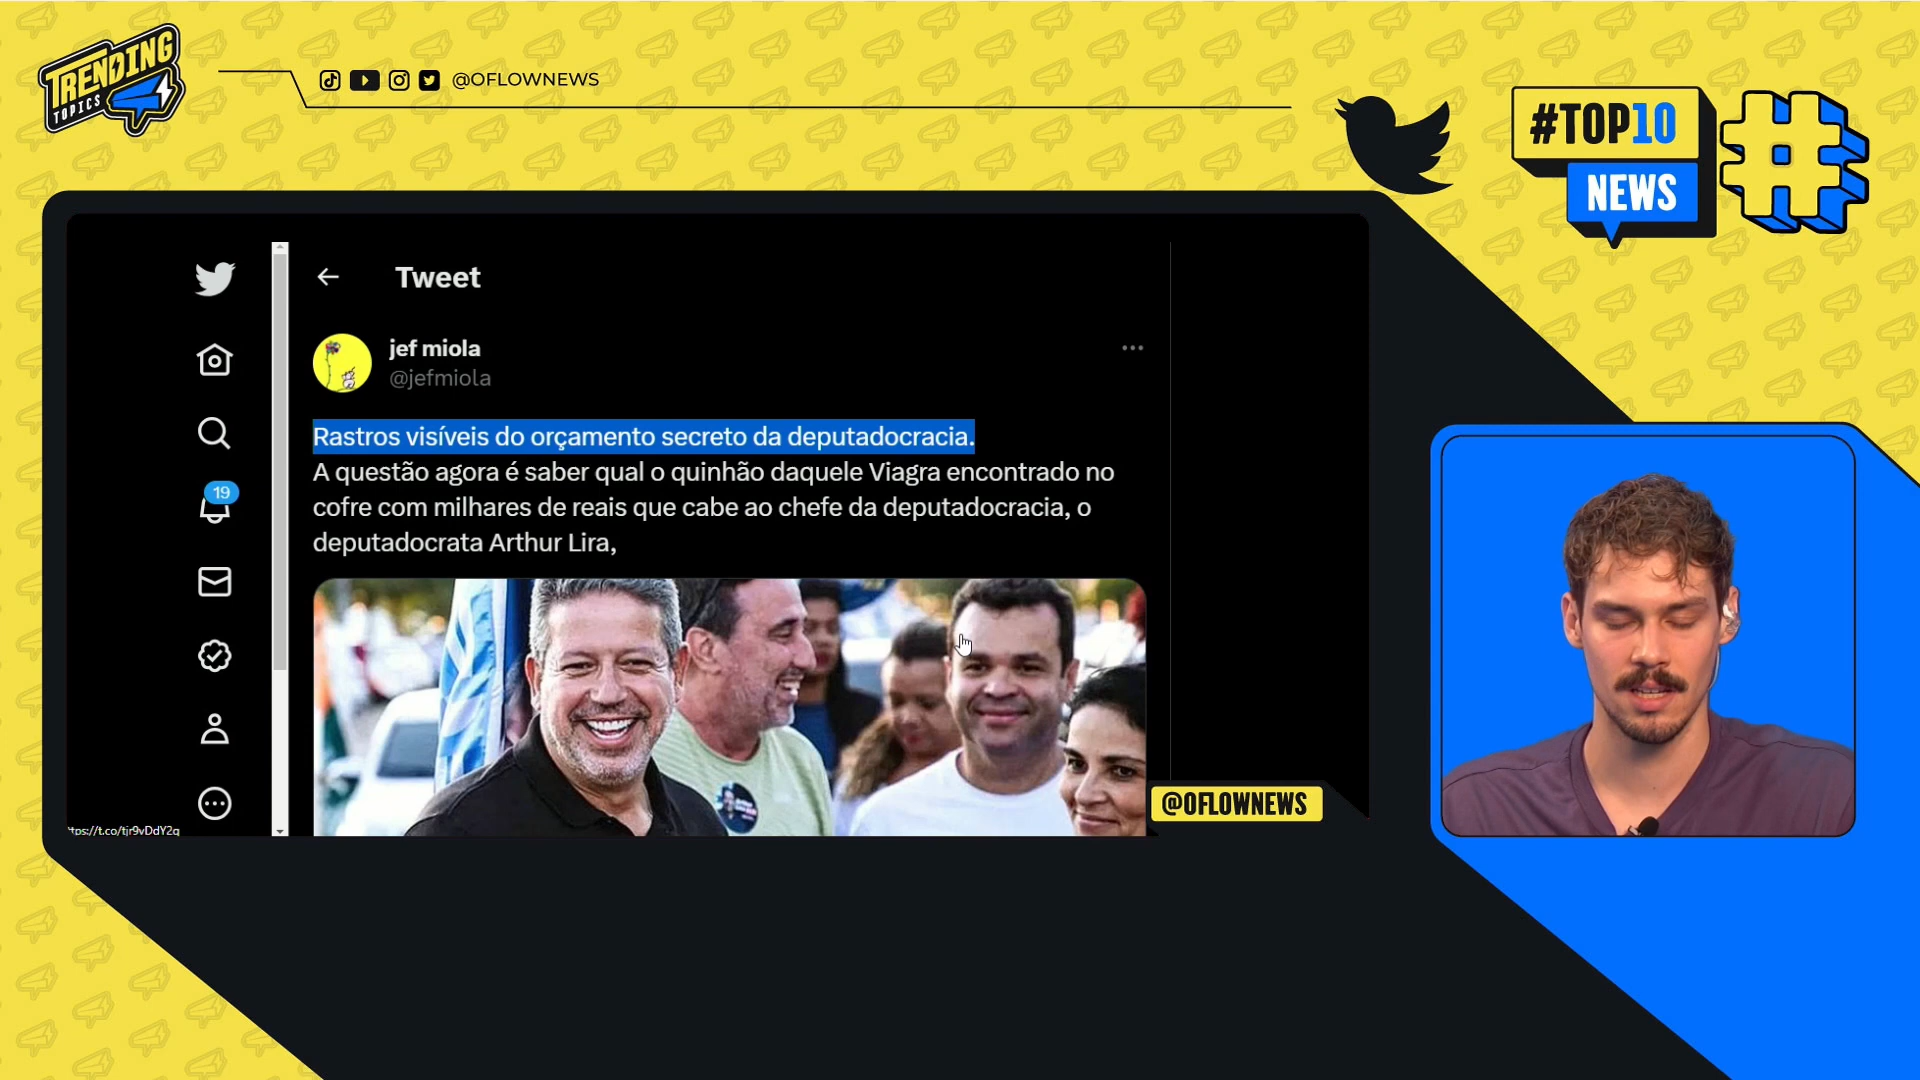 TRENDING
TOPICS
@OFLOWNEWS
#TOP10
NEWS
Tweet
jef miola
@jefmiola
19
Rastros visíveis do orçamento secreto da deputadocracia.
A questão agora é saber qual o quinhão daquele Viagra encontrado no
cofre com milhares de reais que cabe ao chefe da deputadocracia, o
deputadocrata Arthur Lira,
@OFLOWNEWS
ttps://t.co/tjr9vDdY2q